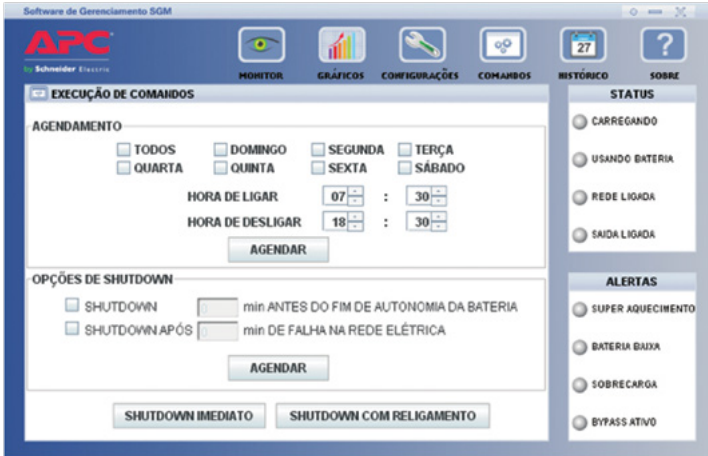 Software de Gerenciamento SGM
APC
by Schneider Electric
MONITOR GRÁFICOS CONFIGURAÇÕES COMANDOS 27 HISTÓRICO ? SOBRE
EXECUÇÃO DE COMANDOS
AGENDAMENTO
TODOS DOMINGO SEGUNDA TERÇA
QUARTA QUINTA SEXTA SÁBADO
HORA DE LIGAR 07 : 30
HORA DE DESLIGAR 18 : 30
AGENDAR
OPÇÕES DE SHUTDOWN
SHUTDOWN 0 min ANTES DO FIM DE AUTONOMIA DA BATERIA
SHUTDOWN APÓS 0 min DE FALHA NA REDE ELÉTRICA
AGENDAR
SHUTDOWN IMEDIATO SHUTDOWN COM RELIGAMENTO
STATUS
CARREGANDO
USANDO BATERIA
REDE LIGADA
SAIDA LIGADA
ALERTAS
SUPER AQUECIMENTO
BATERIA BAIXA
SOBRECARGA
BYPASS ATIVO